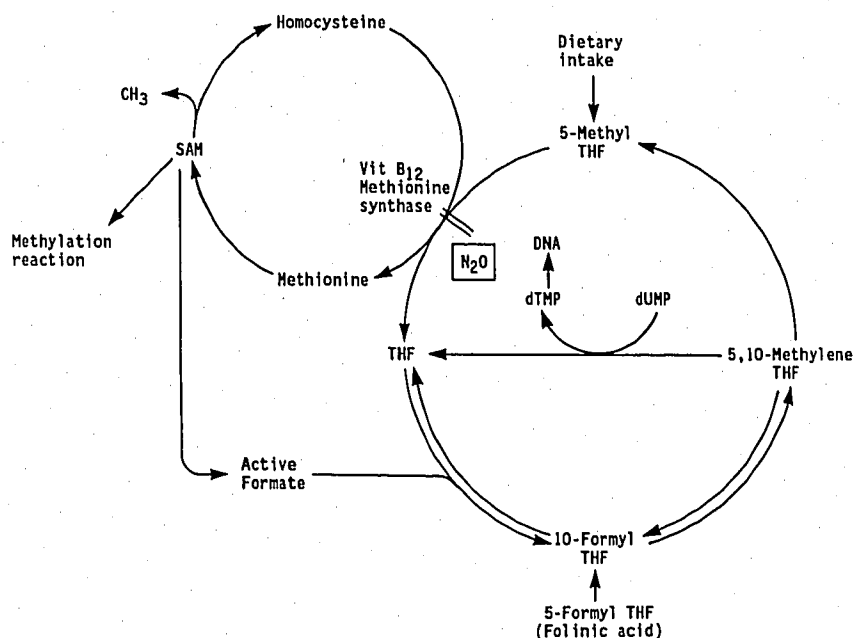 Homocysteine
Dietary
intake
CH3
5-Methyl
THF
SAM
Vit B12
Methionine
synthase
Methylation
reaction
Methionine
N2O
DNA
dTMP
dUMP
THF
5,10-Methylene
THF
Active
Formate
10-Formyl
THF
5-Formyl THF
(Folinic acid)